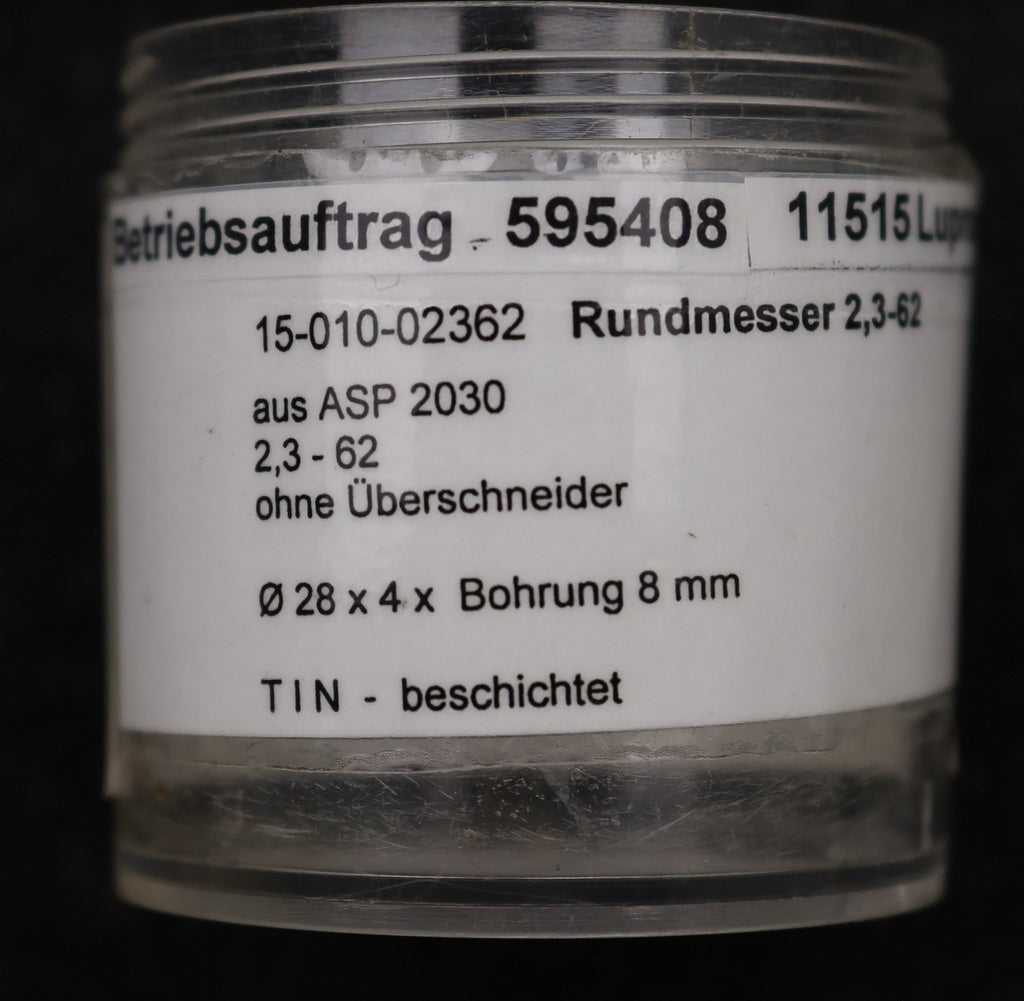 Betriebsauftrag - 595408 11515
15-010-02362 Rundmesser 2,3-62
aus ASP 2030
2,3 - 62
ohne Überschneider
Ø 28 x 4 x Bohrung 8 mm
TIN - beschichtet